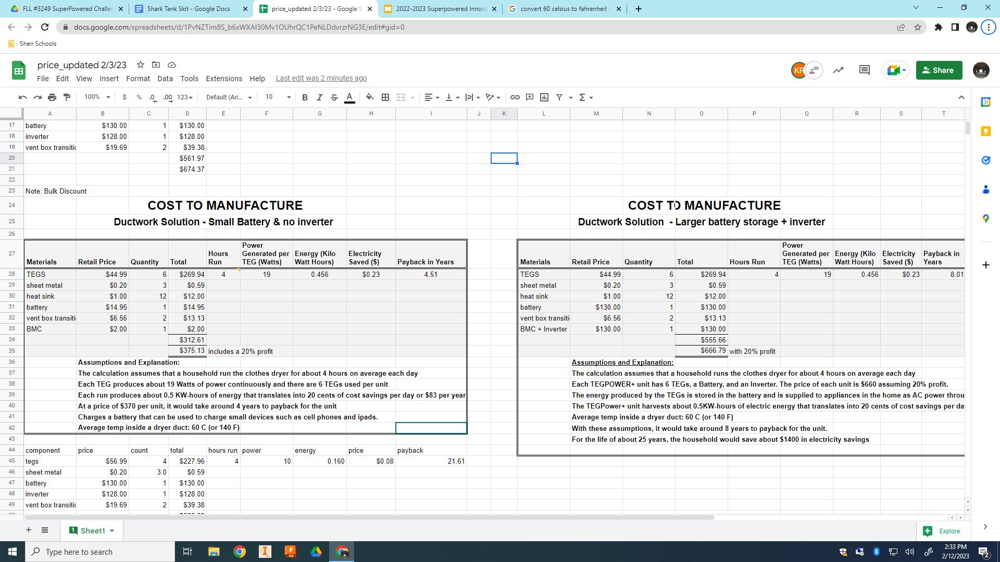 FLL #3249 SuperPowered Challen
Shark Tank Skit - Google Docs
price_updated 2/3/23 - Google S
2022-2023 Superpowered Innova
convert 60 celsius to fahrenheit -
docs.google.com/spreadsheets/d/1PvNZTim8S_b6xWXAl30Mv1OUhrQC1PeNLDdvrzrNG3E/edit#gid=0
Shen Schools
price_updated 2/3/23
File Edit View Insert Format Data Tools Extensions Help Last edit was 2 minutes ago
KR
Share
100% $ % .0 .00 123 Default (Ari... 10 B I S A
31
A B C D E F G H I J K L M N O P Q R S T
17 battery $130.00 1 $130.00
18 inverter $128.00 1 $128.00
19 vent box transitic $19.69 2 $39.38
20 $561.97
21 $674.37
22
23 Note: Bulk Discount
24 COST TO MANUFACTURE COST TO MANUFACTURE
25 Ductwork Solution - Small Battery & no inverter Ductwork Solution - Larger battery storage + inverter
26
27 Materials Retail Price Quantity Total Hours Run Power Generated per TEG (Watts) Energy (Kilo Watt Hours) Electricity Saved ($) Payback in Years Materials Retail Price Quantity Total Hours Run Power Generated per TEG (Watts) Energy (Kilo Watt Hours) Electricity Saved ($) Payback in Years
28 TEGS $44.99 6 $269.94 4 19 0.456 $0.23 4.51 TEGS $44.99 6 $269.94 4 19 0.456 $0.23 8.01
29 sheet metal $0.20 3 $0.59 sheet metal $0.20 3 $0.59
30 heat sink $1.00 12 $12.00 heat sink $1.00 12 $12.00
31 battery $14.95 1 $14.95 battery $130.00 1 $130.00
32 vent box transiti $6.56 2 $13.13 vent box transiti $6.56 2 $13.13
33 BMC $2.00 1 $2.00 BMC + Inverter $130.00 1 $130.00
34 $312.61 $555.66
35 $375.13 includes a 20% profit $666.79 with 20% profit
36 Assumptions and Explanation: Assumptions and Explanation:
37 The calculation assumes that a household run the clothes dryer for about 4 hours on average each day The calculation assumes that a household runs the clothes dryer for about 4 hours on average each day
38 Each TEG produces about 19 Watts of power continuously and there are 6 TEGs used per unit Each TEGPOWER+ unit has 6 TEGs, a Battery, and an Inverter. The price of each unit is $660 assuming 20% profit.
39 Each run produces about 0.5 KW-hours of energy that translates into 20 cents of cost savings per day or $83 per year The energy produced by the TEGs is stored in the battery and is supplied to appliances in the home as AC power throu
40 At a price of $370 per unit, it would take around 4 years to payback for the unit The TEGPower+ unit harvests about 0.5KW-hours of electric energy that translates into 20 cents of cost savings per da
41 Charges a battery that can be used to charge small devices such as cell phones and ipads. Average temp inside a dryer duct: 60 C (or 140 F)
42 Average temp inside a dryer duct: 60 C (or 140 F) With these assumptions, it would take around 8 years to payback for the unit.
43 For the life of about 25 years, the household would save about $1400 in electricity savings
44 component price count total hours run power energy price payback
45 tegs $56.99 4 $227.96 4 10 0.160 $0.08 21.61
46 sheet metal $0.20 3.0 $0.59
47 battery $130.00 1 $130.00
48 inverter $128.00 1 $128.00
49 vent box transitic $19.69 2 $39.38
1 Sheet1
Explore
Type here to search
2:33 PM
2/12/2023
2